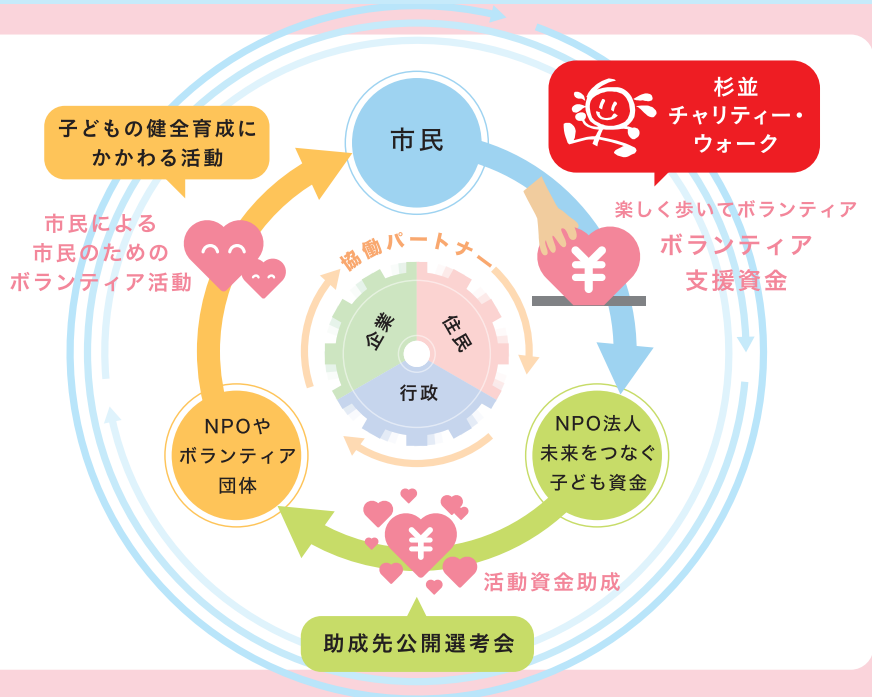 市民
杉並
チャリティー・
ウォーク
楽しく歩いてボランティア
ボランティア
支援資金
¥
NPO法人
未来をつなぐ
子ども資金
活動資金助成
¥
助成先公開選考会
NPOや
ボランティア
団体
子どもの健全育成に
かかわる活動
市民による
市民のための
ボランティア活動
協働パートナー
企業
住民
行政